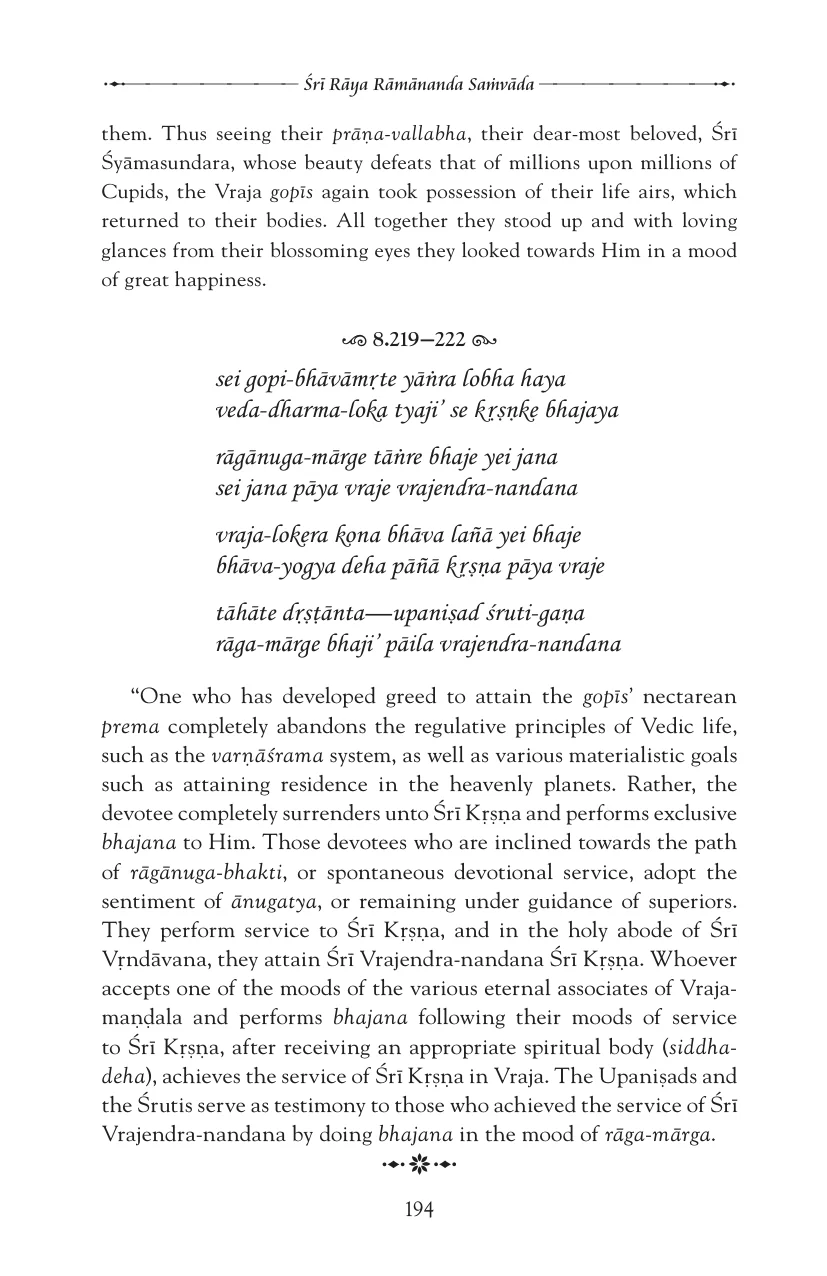 Śrī Rāya Rāmānanda Saṁvāda
them. Thus seeing their prāṇa-vallabha, their dear-most beloved, Śrī
Śyāmasundara, whose beauty defeats that of millions upon millions of
Cupids, the Vraja gopīs again took possession of their life airs, which
returned to their bodies. All together they stood up and with loving
glances from their blossoming eyes they looked towards Him in a mood
of great happiness.
8.219–222
sei gopi-bhāvāmṛte yāṅra lobha haya
veda-dharma-loka tyaji’ se kṛṣṇke bhajaya
rāgānuga-mārge tāṅre bhaje yei jana
sei jana pāya vraje vrajendra-nandana
vraja-lokera kona bhāva lañā yei bhaje
bhāva-yogya deha pāñā kṛṣṇa pāya vraje
tāhāte dṛṣṭānta—upaniṣad śruti-gaṇa
rāga-mārge bhaji’ pāila vrajendra-nandana
“One who has developed greed to attain the gopīs’ nectarean
prema completely abandons the regulative principles of Vedic life,
such as the varṇāśrama system, as well as various materialistic goals
such as attaining residence in the heavenly planets. Rather, the
devotee completely surrenders unto Śrī Kṛṣṇa and performs exclusive
bhajana to Him. Those devotees who are inclined towards the path
of rāgānuga-bhakti, or spontaneous devotional service, adopt the
sentiment of ānugatya, or remaining under guidance of superiors.
They perform service to Śrī Kṛṣṇa, and in the holy abode of Śrī
Vṛndāvana, they attain Śrī Vrajendra-nandana Śrī Kṛṣṇa. Whoever
accepts one of the moods of the various eternal associates of Vraja-
maṇḍala and performs bhajana following their moods of service
to Śrī Kṛṣṇa, after receiving an appropriate spiritual body (siddha-
deha), achieves the service of Śrī Kṛṣṇa in Vraja. The Upaniṣads and
the Śrutis serve as testimony to those who achieved the service of Śrī
Vrajendra-nandana by doing bhajana in the mood of rāga-mārga.
194